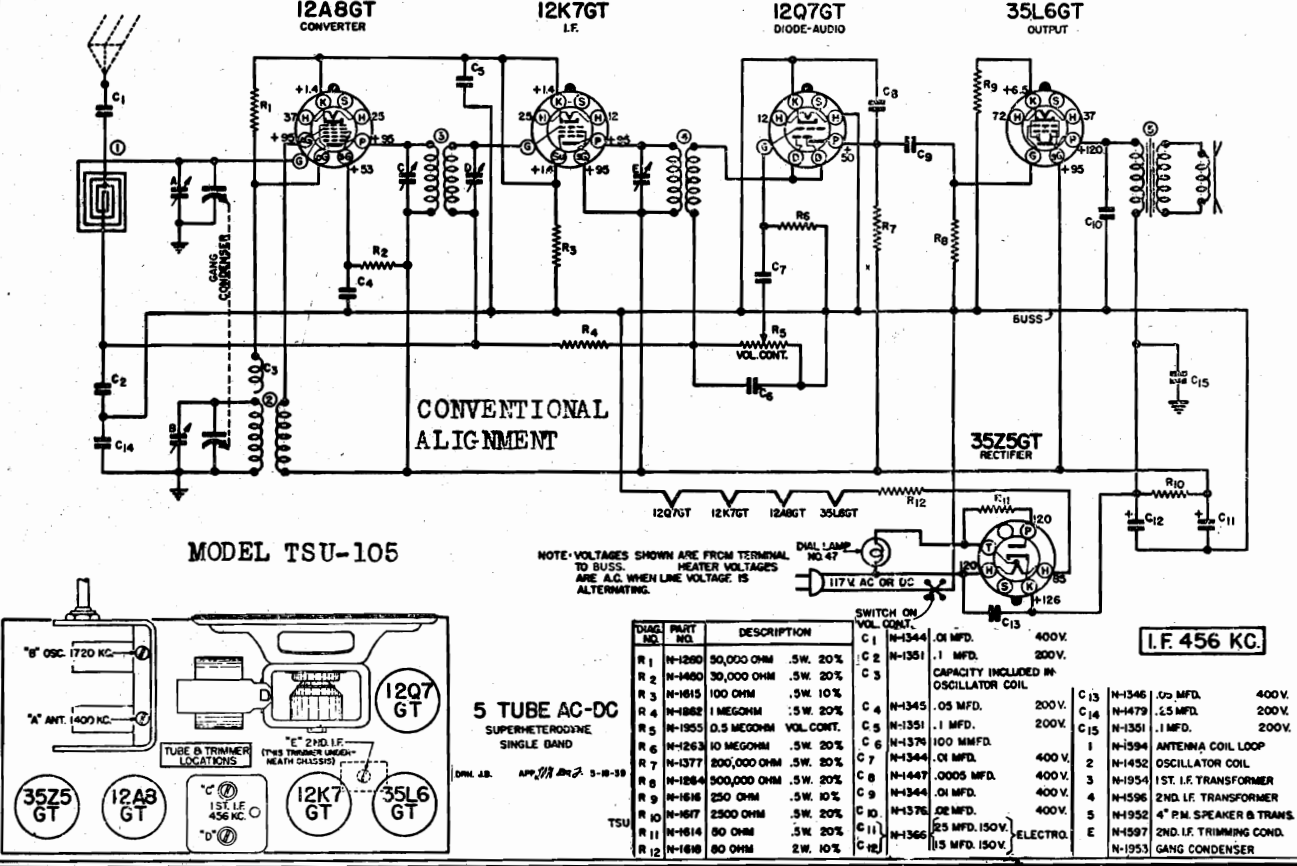 12A8GT
CONVERTER
12K7GT
I.F.
12Q7GT
DIODE-AUDIO
35L6GT
OUTPUT
C1
1
A
GANG
CONDENSER
R1
+1.4
K
S
37
H
H
25
+95
G
P
+95
G
+53
C5
3
C
D
R2
C4
+1.4
K
S
25
H
H
12
G
P
+95
+1.4
+95
E
4
R3
12
K
S
H
H
G
D
D
P
+50
C8
C9
R6
C7
R7
R8
R9
+6.5
K
S
72
H
H
37
G
P
+120
+95
5
C10
BUSS
R4
R5
VOL. CONT.
C6
C2
C3
2
C14
B
C15
CONVENTIONAL
ALIGNMENT
35Z5GT
RECTIFIER
12Q7GT
12K7GT
12A8GT
35L6GT
R12
R11
120
T
P
120
H
H
85
S
K
+126
R10
+
C12
+
C11
C13
MODEL TSU-105
NOTE: VOLTAGES SHOWN ARE FROM TERMINAL
TO BUSS. HEATER VOLTAGES
ARE A.C. WHEN LINE VOLTAGE IS
ALTERNATING.
DIAL LAMP
NO. 47
117 V. AC OR DC
SWITCH ON
VOL. CONT.
I.F. 456 KC.
"B" OSC. 1720 KC.
"A" ANT. 1400 KC.
12Q7
GT
TUBE & TRIMMER
LOCATIONS
"E" 2ND. I.F.
(THIS TRIMMER UNDER-
NEATH CHASSIS)
35Z5
GT
12A8
GT
"C"
1ST. I.F.
456 KC.
"D"
12K7
GT
35L6
GT
5 TUBE AC-DC
SUPERHETERODYNE
SINGLE BAND
DRN. J.B.
APP.
5-18-39
TSU
DIAG. NO. PART NO. DESCRIPTION
R1 N-1260 50,000 OHM .5W. 20%
R2 N-1460 30,000 OHM .5W. 20%
R3 N-1615 100 OHM .5W. 10%
R4 N-1262 1 MEGOHM .5W. 20%
R5 N-1955 0.5 MEGOHM VOL. CONT.
R6 N-1263 10 MEGOHM .5W. 20%
R7 N-1377 200,000 OHM .5W. 20%
R8 N-1264 500,000 OHM .5W. 20%
R9 N-1616 250 OHM .5W. 10%
R10 N-1617 2500 OHM .5W. 20%
R11 N-1614 60 OHM .5W. 20%
R12 N-1618 80 OHM 2W. 10%
C1 N-1344 .01 MFD. 400V.
C2 N-1351 .1 MFD. 200V.
C3 CAPACITY INCLUDED IN
OSCILLATOR COIL
C4 N-1345 .05 MFD. 200V.
C5 N-1351 .1 MFD. 200V.
C6 N-1374 100 MMFD.
C7 N-1344 .01 MFD. 400V.
C8 N-1447 .0005 MFD. 400V.
C9 N-1344 .01 MFD. 400V.
C10 N-1376 .02 MFD. 400V.
C11 N-1366 25 MFD. 150V. ELECTRO.
C12 15 MFD. 150V.
C13 N-1346 .05 MFD. 400V.
C14 N-1479 .25 MFD. 200V.
C15 N-1351 .1 MFD. 200V.
1 N-1594 ANTENNA COIL LOOP
2 N-1452 OSCILLATOR COIL
3 N-1954 1ST. I.F. TRANSFORMER
4 N-1596 2ND. I.F. TRANSFORMER
5 N-1952 4" P.M. SPEAKER & TRANS.
E N-1597 2ND. I.F. TRIMMING COND.
N-1953 GANG CONDENSER